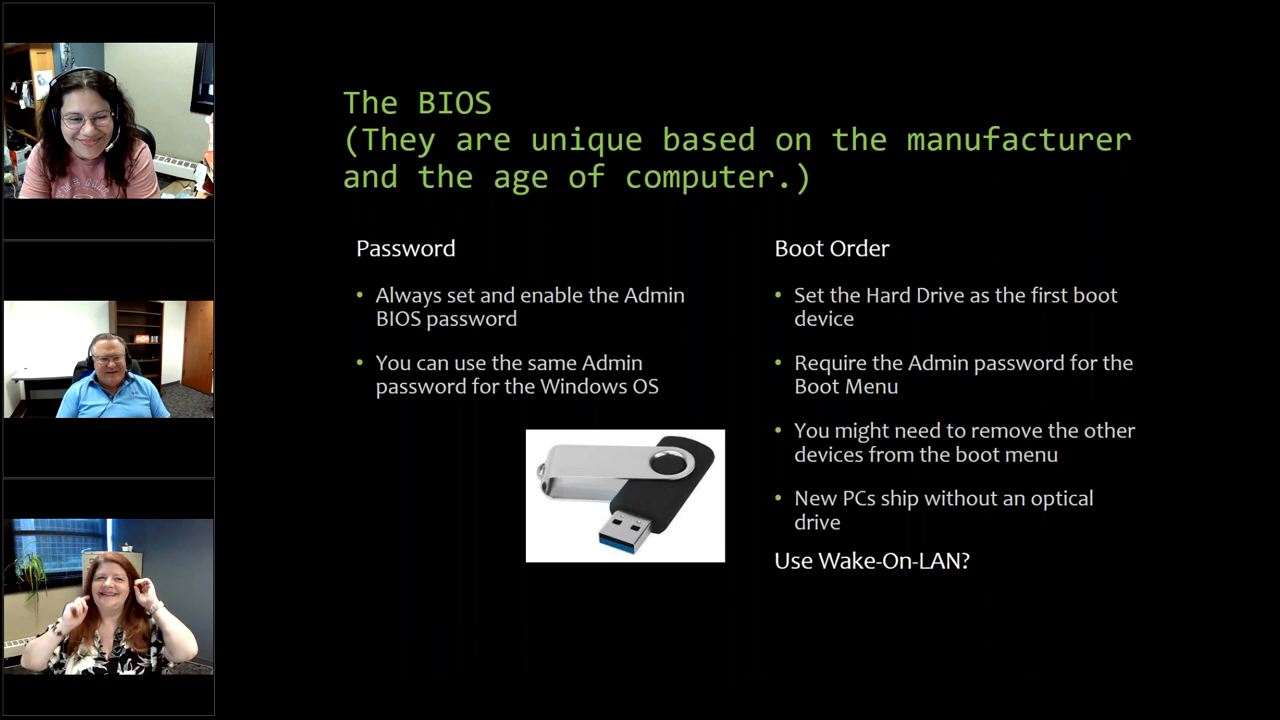 The BIOS
(They are unique based on the manufacturer
and the age of computer.)
Password
• Always set and enable the Admin
BIOS password
• You can use the same Admin
password for the Windows OS
Boot Order
• Set the Hard Drive as the first boot
device
• Require the Admin password for the
Boot Menu
• You might need to remove the other
devices from the boot menu
• New PCs ship without an optical
drive
Use Wake-On-LAN?